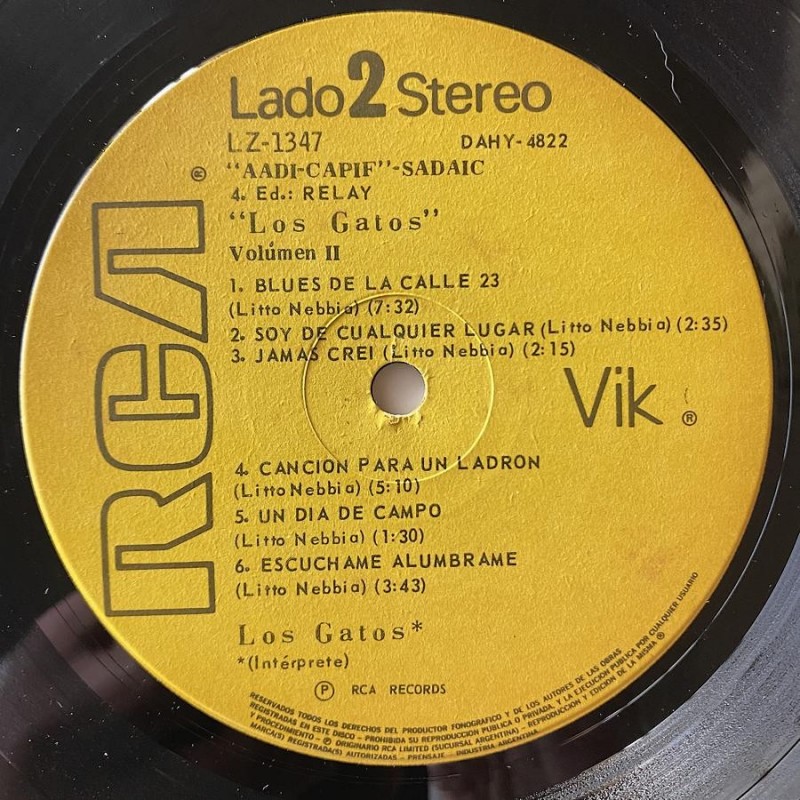 Lado 2 Stereo
LZ-1347 DAHY-4822
"AADI-CAPIF"-SADAIC
4. Ed.: RELAY
"Los Gatos"
Volúmen II
1. BLUES DE LA CALLE 23
(Litto Nebbia) (7:32)
2. SOY DE CUALQUIER LUGAR (Litto Nebbia) (2:35)
3. JAMAS CREI (Litto Nebbia) (2:15)
RCA ®
Vik ®
4. CANCION PARA UN LADRON
(Litto Nebbia) (5:10)
5. UN DIA DE CAMPO
(Litto Nebbia) (1:30)
6. ESCUCHAME ALUMBRAME
(Litto Nebbia) (3:43)
Los Gatos*
*(Intérprete)
℗ RCA RECORDS
RESERVADOS TODOS LOS DERECHOS DEL PRODUCTOR FONOGRAFICO Y DE LOS AUTORES DE LAS OBRAS
REGISTRADAS EN ESTE DISCO - PROHIBIDA SU REPRODUCCION PUBLICA O PRIVADA, Y LA EJECUCION PUBLICA POR CUALQUIER USUARIO
Y PROCEDIMIENTO - ℗ ORIGINARIO RCA LIMITED (SUCURSAL ARGENTINA) - REPRODUCCION Y EDICION DE LA MISMA ®
MARCA(S) REGISTRADA(S) AUTORIZADAS - PRENSAJE - INDUSTRIA ARGENTINA